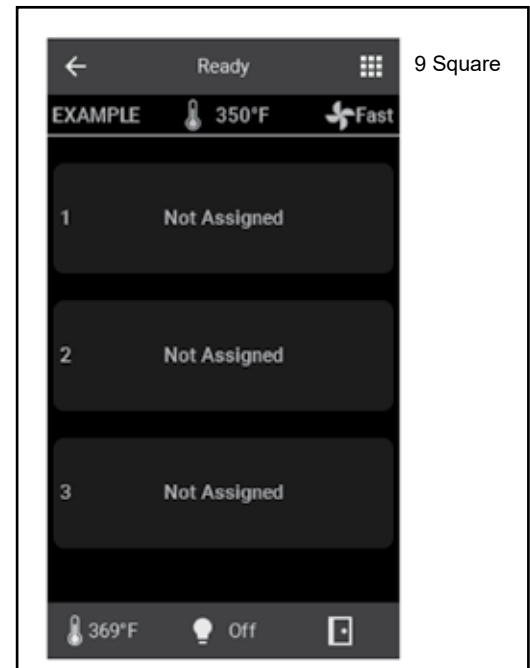 Ready
9 Square
EXAMPLE 350°F Fast
1 Not Assigned
2 Not Assigned
3 Not Assigned
369°F Off